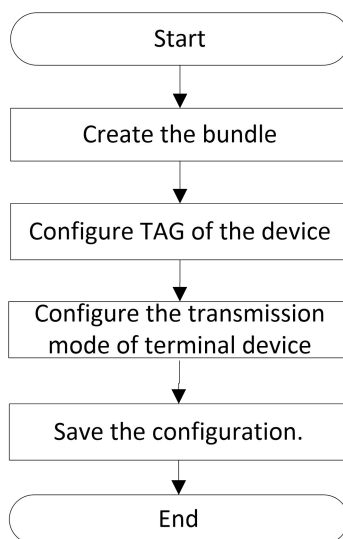 Start
Create the bundle
Configure TAG of the device
Configure the transmission
mode of terminal device
Save the configuration.
End